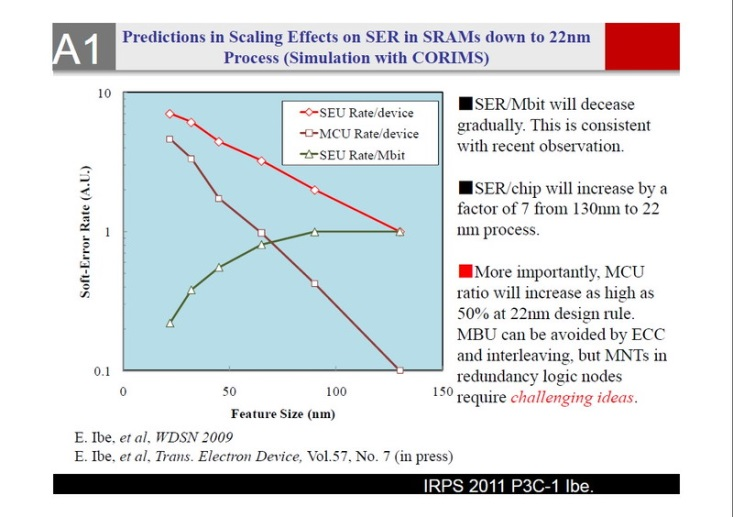 A1
Predictions in Scaling Effects on SER in SRAMs down to 22nm
Process (Simulation with CORIMS)
10
1
0.1
Soft-Error Rate (A.U.)
SEU Rate/device
MCU Rate/device
SEU Rate/Mbit
0
50
100
150
Feature Size (nm)
SER/Mbit will decease
gradually. This is consistent
with recent observation.
SER/chip will increase by a
factor of 7 from 130nm to 22
nm process.
More importantly, MCU
ratio will increase as high as
50% at 22nm design rule.
MBU can be avoided by ECC
and interleaving, but MNTs in
redundancy logic nodes
require challenging ideas.
E. Ibe, et al, WDSN 2009
E. Ibe, et al, Trans. Electron Device, Vol.57, No. 7 (in press)
IRPS 2011 P3C-1 Ibe.